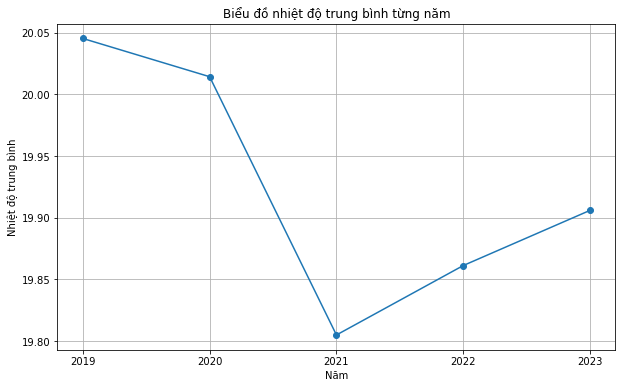 Biểu đồ nhiệt độ trung bình từng năm
Nhiệt độ trung bình
20.05
20.00
19.95
19.90
19.85
19.80
2019 2020 2021 2022 2023
Năm